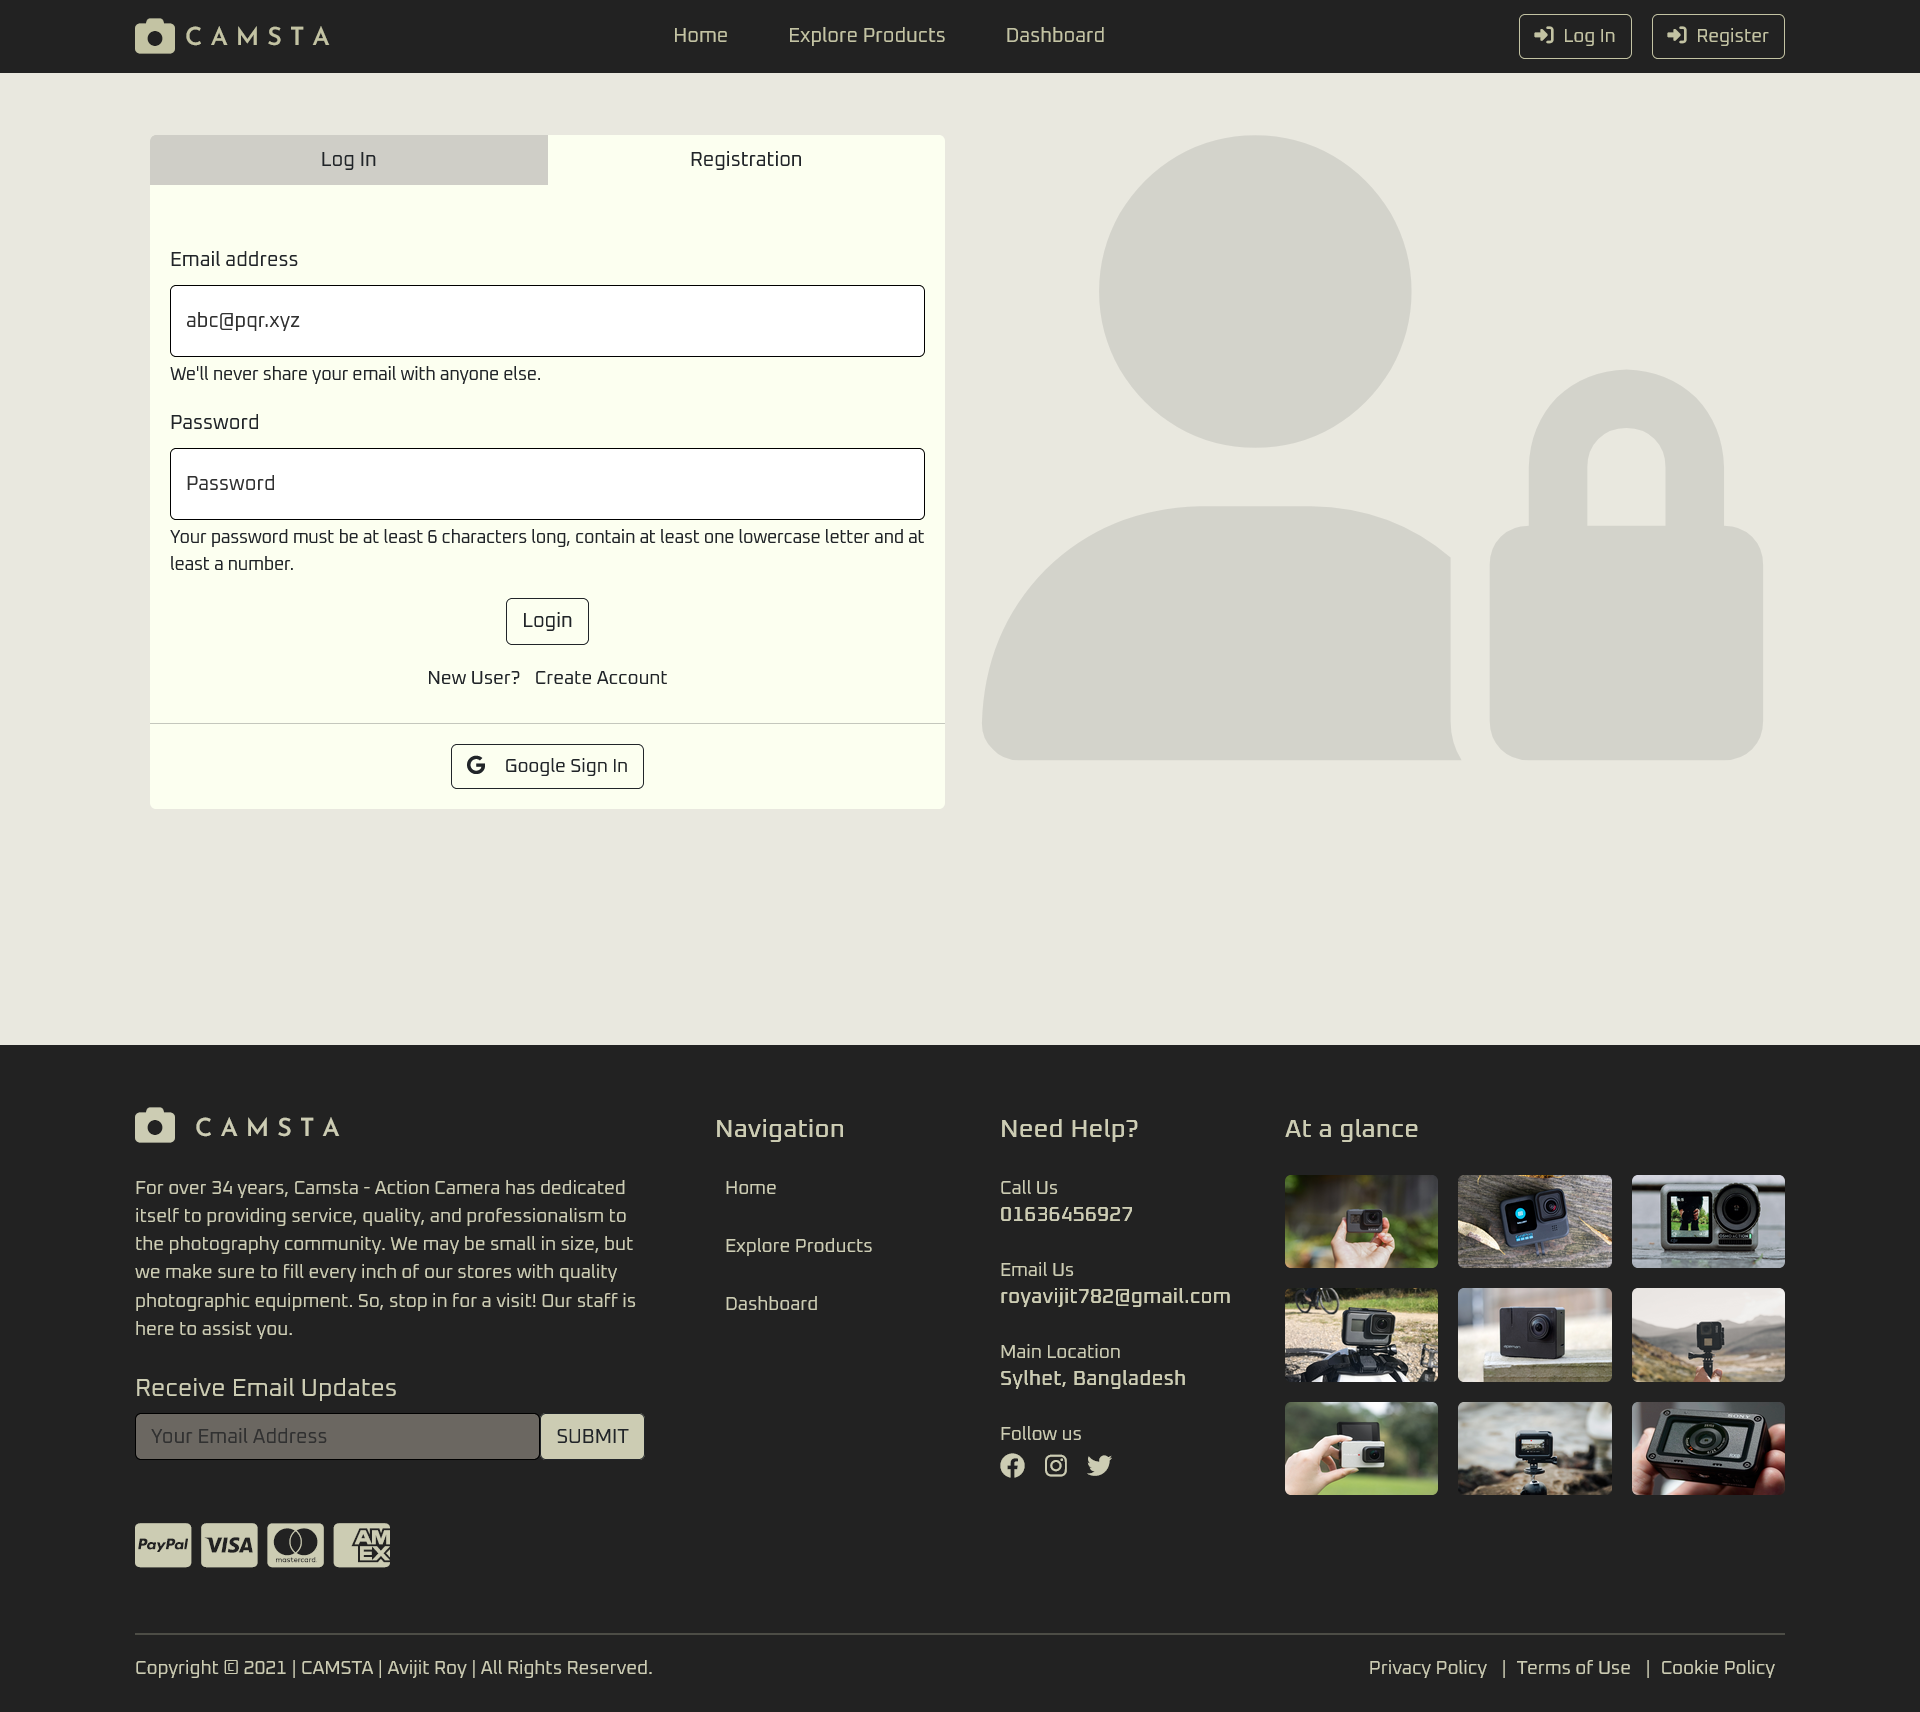 CAMSTA
Home
Explore Products
Dashboard
Log In
Register
Log In
Registration
Email address
abc@pqr.xyz
We'll never share your email with anyone else.
Password
Password
Your password must be at least 6 characters long, contain at least one lowercase letter and at
least a number.
Login
New User? Create Account
Google Sign In
CAMSTA
For over 34 years, Camsta - Action Camera has dedicated
itself to providing service, quality, and professionalism to
the photography community. We may be small in size, but
we make sure to fill every inch of our stores with quality
photographic equipment. So, stop in for a visit! Our staff is
here to assist you.
Receive Email Updates
Your Email Address
SUBMIT
PayPal
VISA
mastercard
AM
EX
Navigation
Home
Explore Products
Dashboard
Need Help?
Call Us
01636456927
Email Us
royavijit782@gmail.com
Main Location
Sylhet, Bangladesh
Follow us
At a glance
SONY
Copyright © 2021 | CAMSTA | Avijit Roy | All Rights Reserved.
Privacy Policy | Terms of Use | Cookie Policy